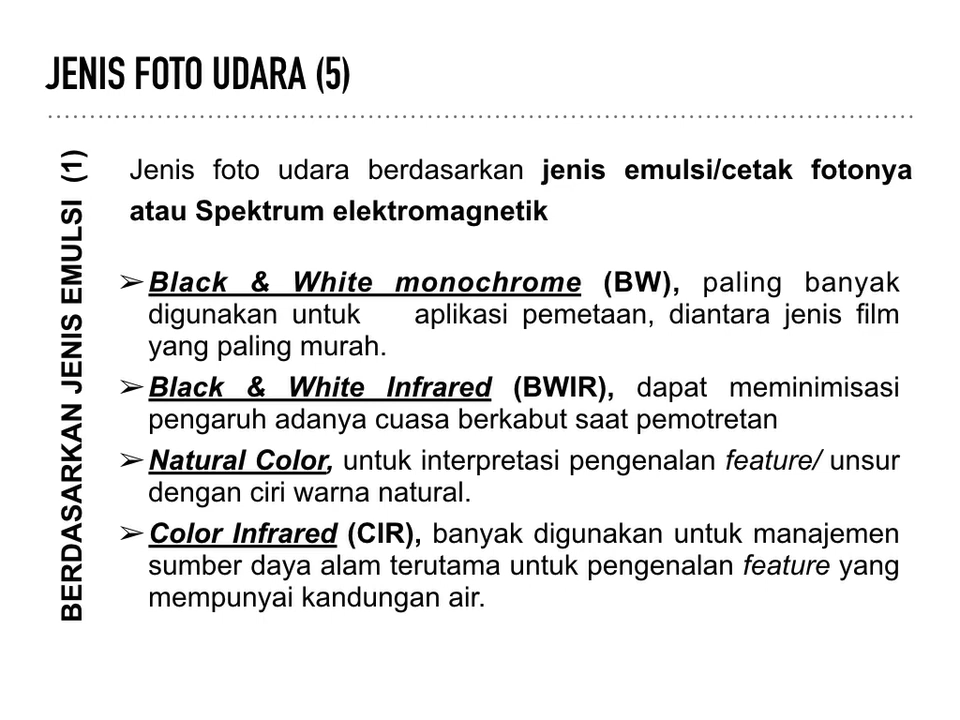 JENIS FOTO UDARA (5)
BERDASARKAN JENIS EMULSI (1)
Jenis foto udara berdasarkan jenis emulsi/cetak fotonya
atau Spektrum elektromagnetik
➢Black & White monochrome (BW), paling banyak
digunakan untuk aplikasi pemetaan, diantara jenis film
yang paling murah.
➢Black & White Infrared (BWIR), dapat meminimisasi
pengaruh adanya cuasa berkabut saat pemotretan
➢Natural Color, untuk interpretasi pengenalan feature/ unsur
dengan ciri warna natural.
➢Color Infrared (CIR), banyak digunakan untuk manajemen
sumber daya alam terutama untuk pengenalan feature yang
mempunyai kandungan air.